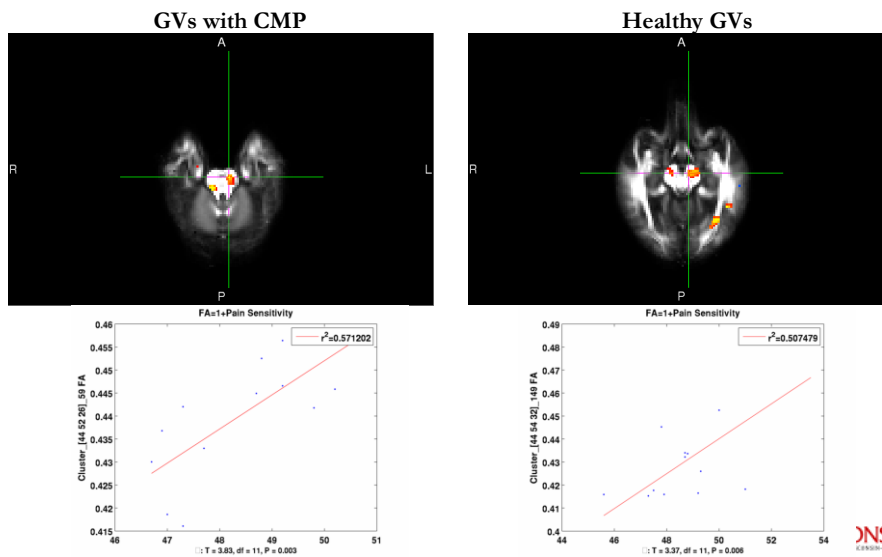 GVs with CMP
Healthy GVs
A
R
L
P
A
R
P
FA=1+Pain Sensitivity
r²=0.571202
0.46
0.455
0.45
0.445
0.44
0.435
0.43
0.425
0.42
0.415
Cluster_[44 52 26]_59 FA
46 47 48 49 50 51
□: T = 3.83, df = 11, P = 0.003
FA=1+Pain Sensitivity
r²=0.507479
0.49
0.48
0.47
0.46
0.45
0.44
0.43
0.42
0.41
0.4
Cluster_[44 54 32]_149 FA
44 46 48 50 52 54
□: T = 3.37, df = 11, P = 0.006